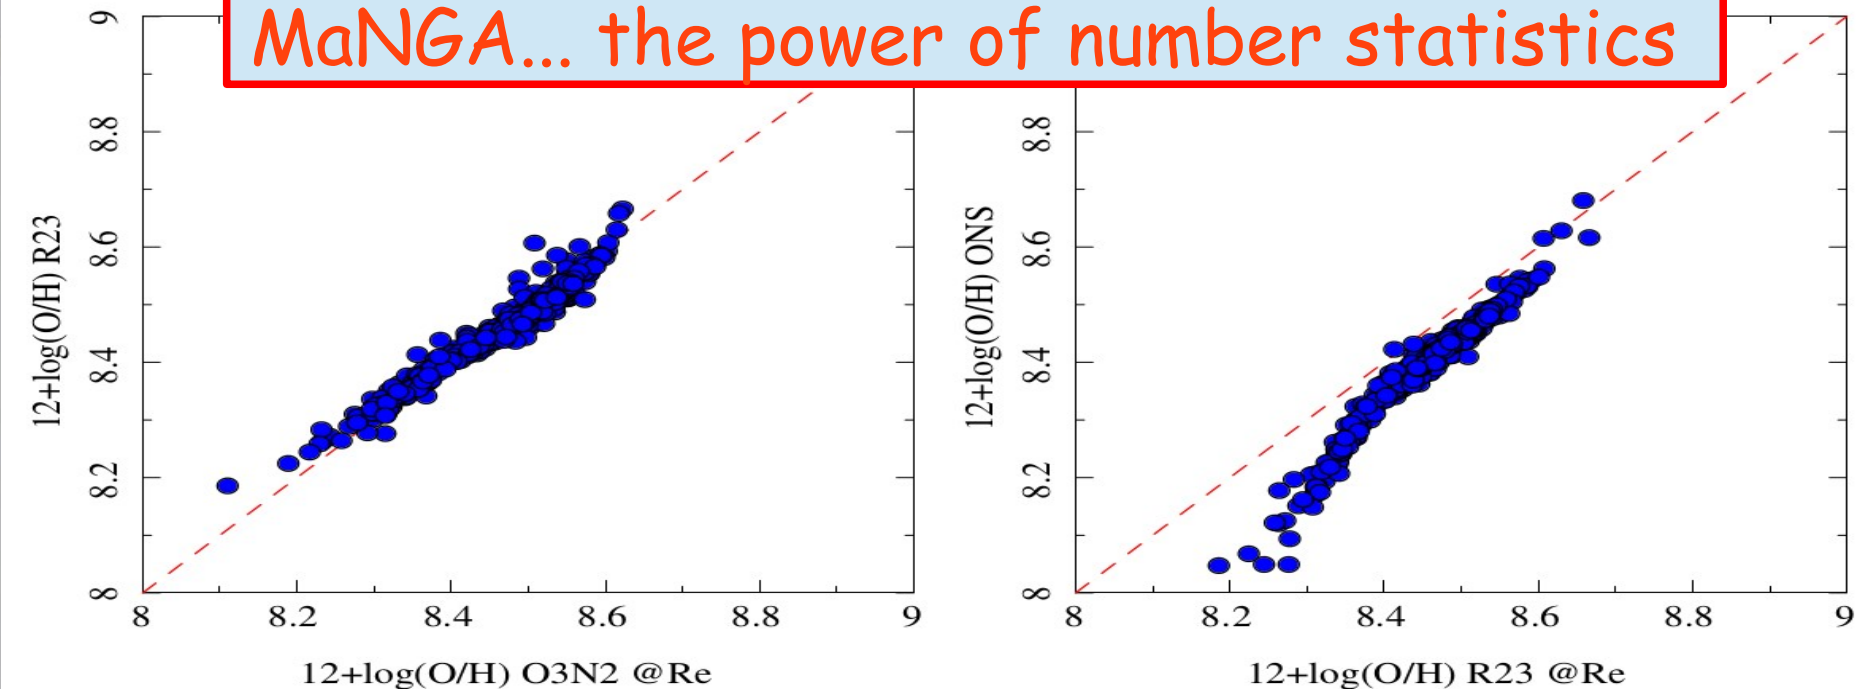 MaNGA... the power of number statistics
12+log(O/H) R23
9
8.8
8.6
8.4
8.2
8
8 8.2 8.4 8.6 8.8 9
12+log(O/H) O3N2 @Re
12+log(O/H) ONS
8.8
8.6
8.4
8.2
8
8 8.2 8.4 8.6 8.8 9
12+log(O/H) R23 @Re